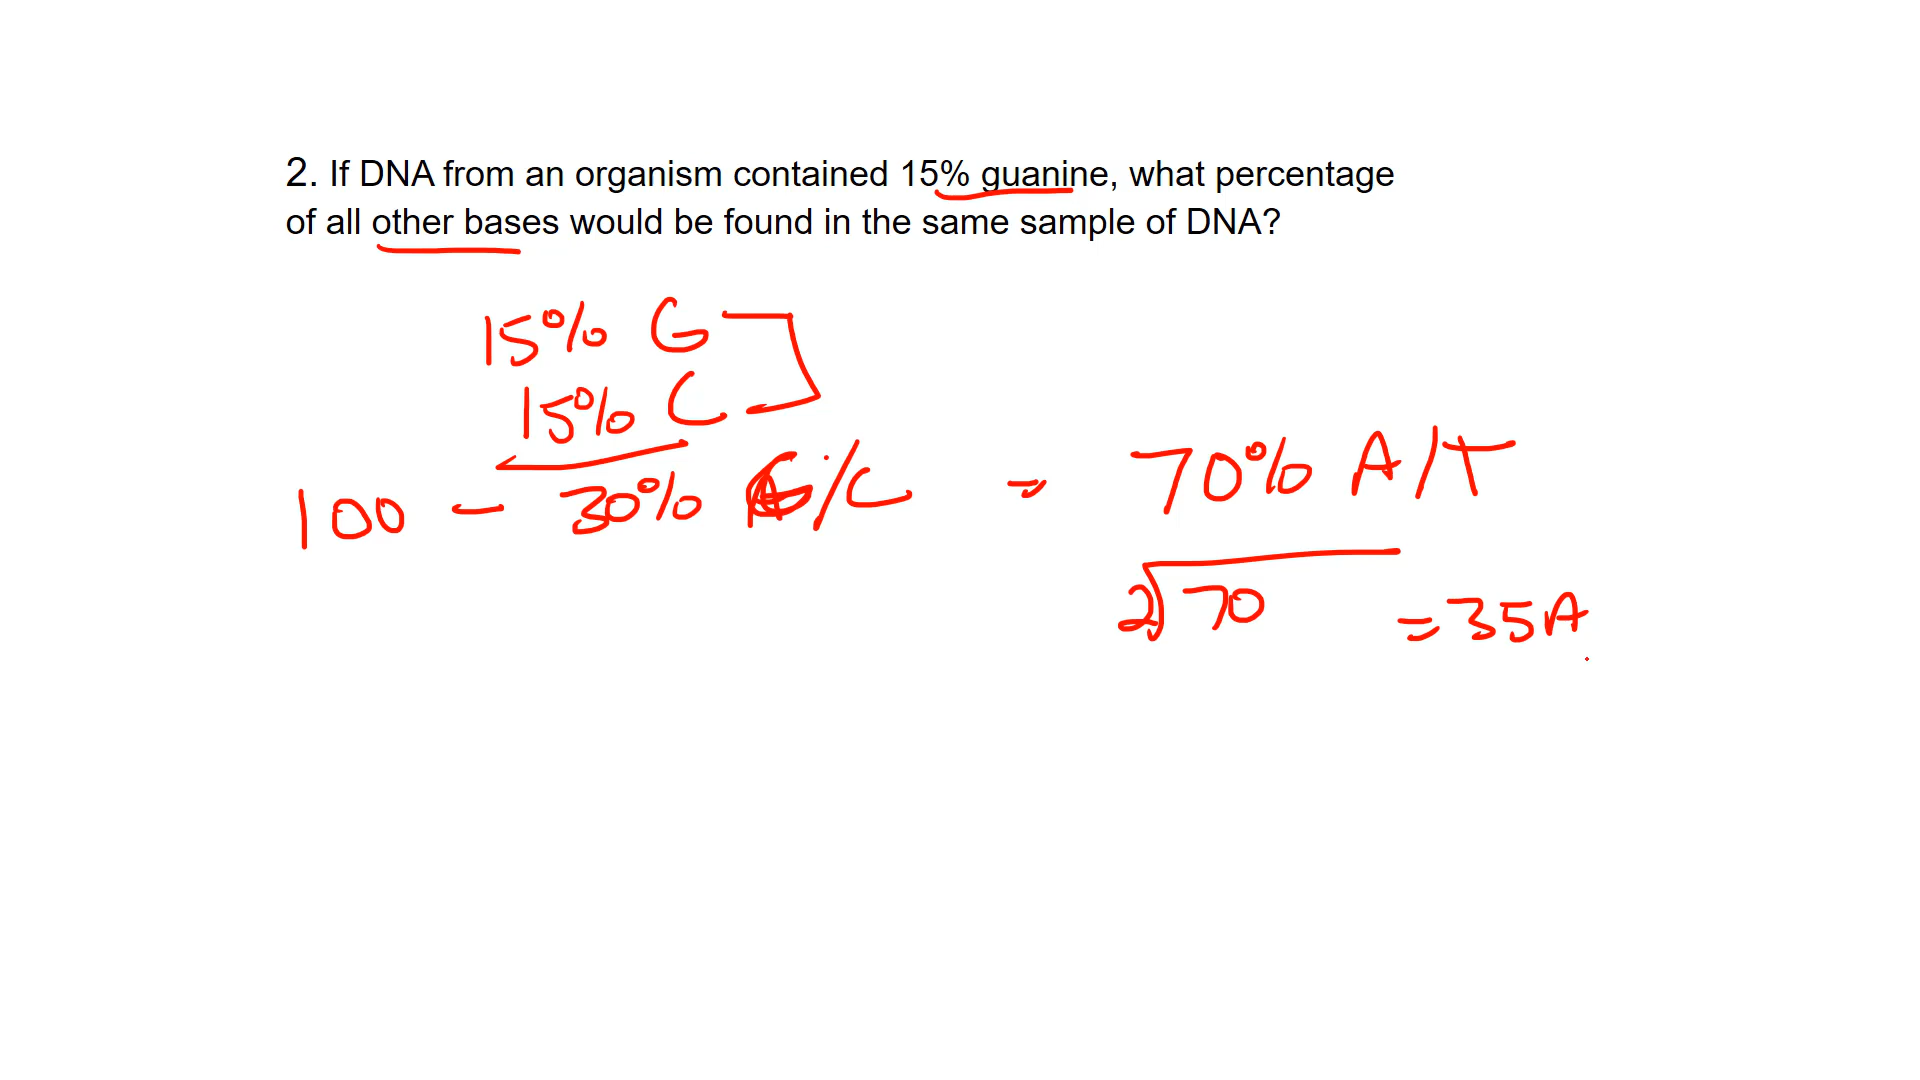 2. If DNA from an organism contained 15% guanine, what percentage
of all other bases would be found in the same sample of DNA?
15% G
15% C
100 - 30% G/C = 70% A/T
2)70 = 35A